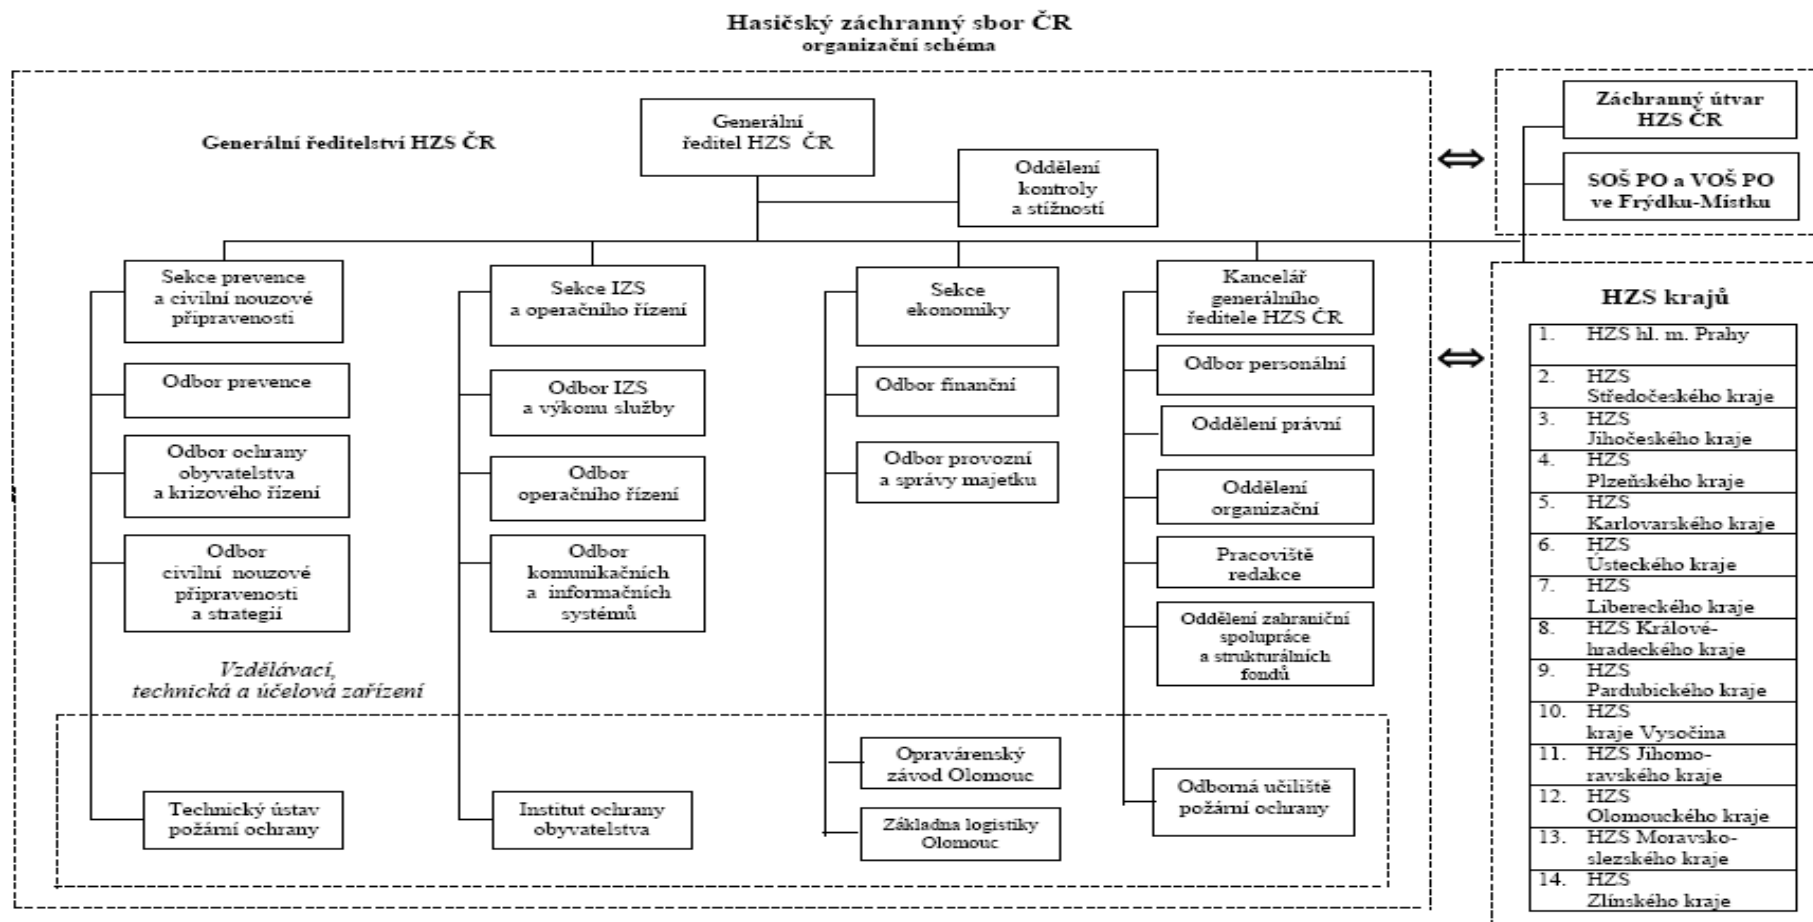 Hasičský záchranný sbor ČR
organizační schéma
Generální ředitelství HZS ČR
Generální
ředitel HZS ČR
Oddělení
kontroly
a stížností
Záchranný útvar
HZS ČR
SOŠ PO a VOŠ PO
ve Frýdku-Místku
Sekce prevence
a civilní nouzové
připravenosti
Odbor prevence
Odbor ochrany
obyvatelstva
a krizového řízení
Odbor
civilní nouzové
připravenosti
a strategií
Sekce IZS
a operačního řízení
Odbor IZS
a výkonu služby
Odbor
operačního řízení
Odbor
komunikačních
a informačních
systémů
Sekce
ekonomiky
Odbor finanční
Odbor provozní
a správy majetku
Kancelář
generálního
ředitele HZS ČR
Odbor personální
Oddělení právní
Oddělení
organizační
Pracoviště
redakce
Oddělení zahraniční
spolupráce
a strukturálních
fondů
Vzdělávací,
technická a účelová zařízení
Technický ústav
požární ochrany
Institut ochrany
obyvatelstva
Opravárenský
závod Olomouc
Základna logistiky
Olomouc
Odborná učiliště
požární ochrany
HZS krajů
1. HZS hl. m. Prahy
2. HZS
Středočeského kraje
3. HZS
Jihočeského kraje
4. HZS
Plzeňského kraje
5. HZS
Karlovarského kraje
6. HZS
Ústeckého kraje
7. HZS
Libereckého kraje
8. HZS Králové-
hradeckého kraje
9. HZS
Pardubického kraje
10. HZS
kraje Vysočina
11. HZS Jihomo-
ravského kraje
12. HZS
Olomouckého kraje
13. HZS Moravsko-
slezského kraje
14. HZS
Zlínského kraje